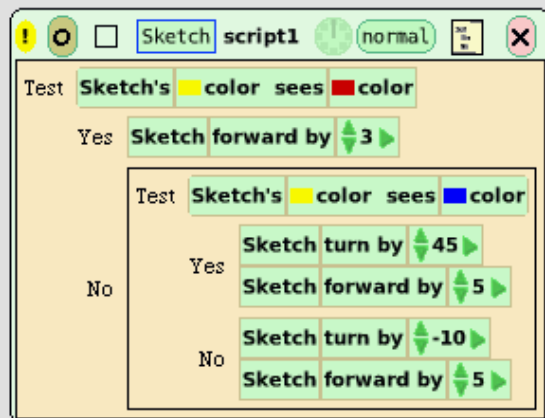 ! Sketch script1 normal
Test Sketch's color sees color
Yes Sketch forward by 3
Test Sketch's color sees color
Yes
Sketch turn by 45
Sketch forward by 5
No
No
Sketch turn by -10
Sketch forward by 5